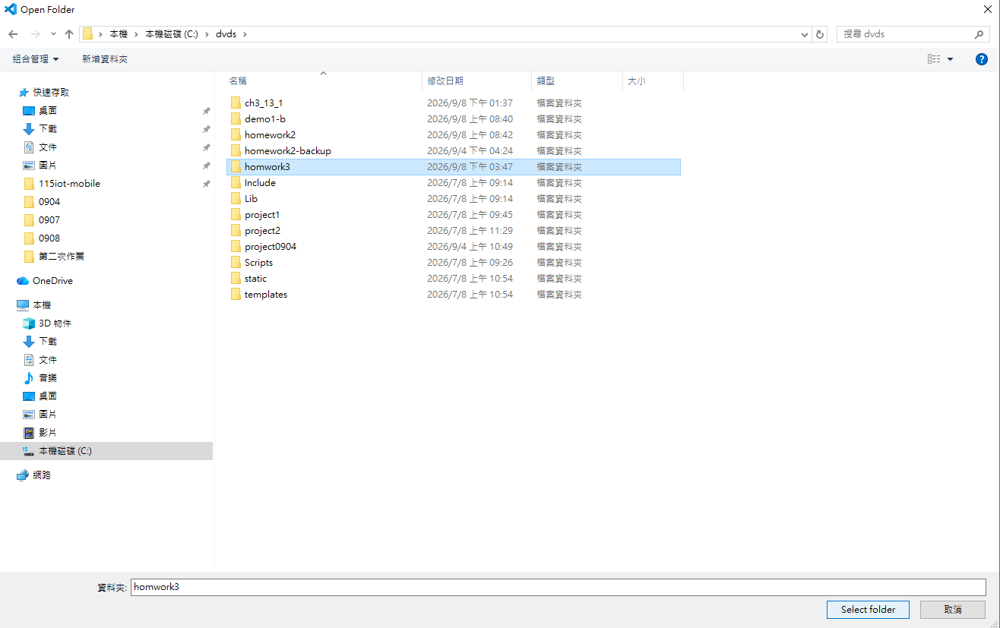 Open Folder
本機 本機磁碟 (C:) dvds 搜尋 dvds
組合管理 新增資料夾
名稱 修改日期 類型 大小
快速存取
桌面
下載
文件
圖片
115iot-mobile
0904
0907
0908
第二次作業
OneDrive
本機
3D 物件
下載
文件
音樂
桌面
圖片
影片
本機磁碟 (C:)
網路
ch3_13_1 2026/9/8 下午 01:37 檔案資料夾
demo1-b 2026/9/8 上午 08:40 檔案資料夾
homework2 2026/9/8 上午 08:42 檔案資料夾
homework2-backup 2026/9/4 下午 04:24 檔案資料夾
homwork3 2026/9/8 下午 03:47 檔案資料夾
Include 2026/7/8 上午 09:14 檔案資料夾
Lib 2026/7/8 上午 09:14 檔案資料夾
project1 2026/7/8 上午 09:45 檔案資料夾
project2 2026/7/8 上午 11:29 檔案資料夾
project0904 2026/9/4 上午 10:49 檔案資料夾
Scripts 2026/7/8 上午 09:26 檔案資料夾
static 2026/7/8 上午 10:54 檔案資料夾
templates 2026/7/8 上午 10:54 檔案資料夾
資料夾: homwork3
Select folder 取消